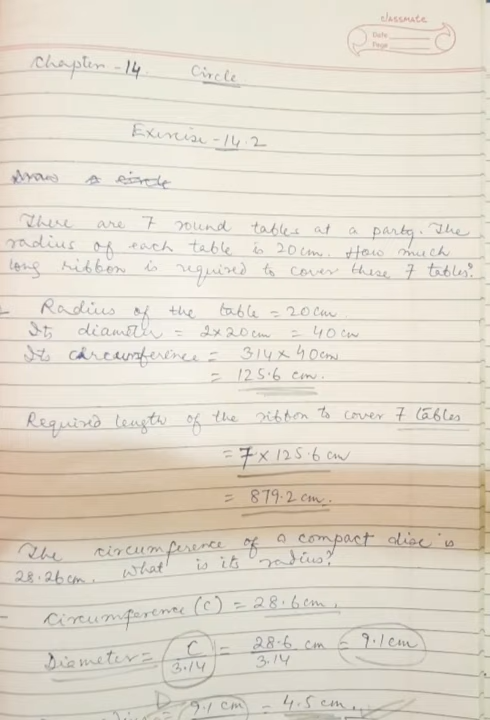 classmate
Date
Page
Chapter - 14. Circle
Exercise - 14.2
Draw a circle
There are 7 round tables at a party. The
radius of each table is 20cm. How much
long ribbon is required to cover these 7 tables?
Radius of the table = 20cm.
Its diameter = 2x20cm = 40cm
Its circumference = 3.14 x 40cm
= 125.6 cm.
Required length of the ribbon to cover 7 tables
= 7 x 125.6 cm
= 879.2 cm.
The circumference of a compact disc is
28.26cm. What is its radius?
Circumference (C) = 28.6cm.
Diameter = C/3.14 = 28.6/3.14 cm = 9.1cm
D 9.1 cm = 4.5 cm